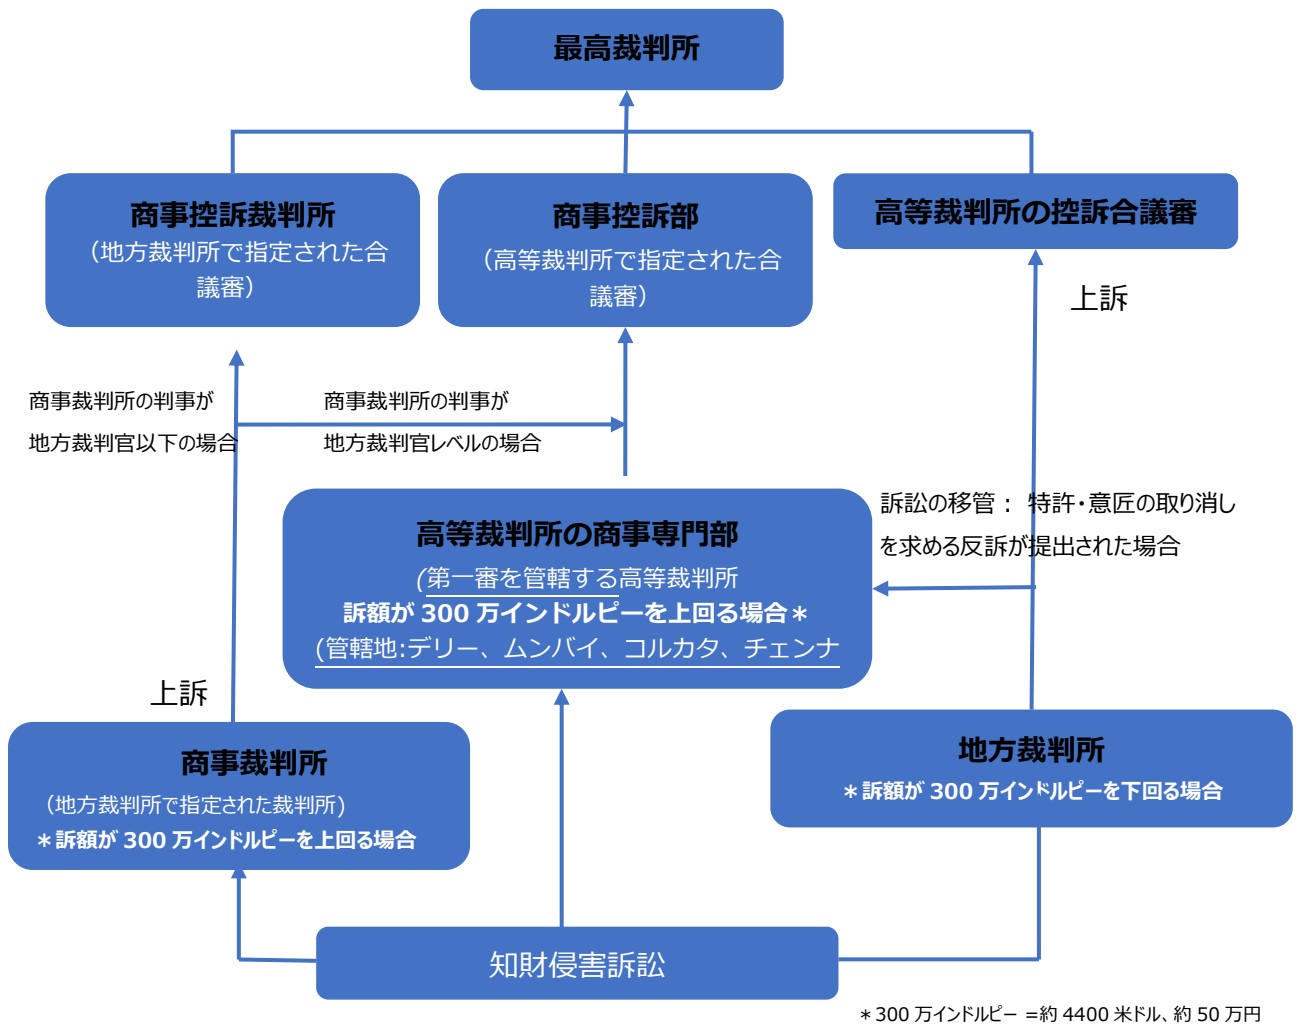 最高裁判所
商事控訴裁判所
（地方裁判所で指定された合
議審）
商事控訴部
（高等裁判所で指定された合
議審）
高等裁判所の控訴合議審
上訴
商事裁判所の判事が
地方裁判官以下の場合
商事裁判所の判事が
地方裁判官レベルの場合
訴訟の移管： 特許・意匠の取り消し
を求める反訴が提出された場合
高等裁判所の商事専門部
(第一審を管轄する高等裁判所
訴額が 300 万インドルピーを上回る場合＊
(管轄地:デリー、ムンバイ、コルカタ、チェンナ
上訴
商事裁判所
（地方裁判所で指定された裁判所)
＊訴額が 300 万インドルピーを上回る場合
地方裁判所
＊訴額が 300 万インドルピーを下回る場合
知財侵害訴訟
＊300 万インドルピー =約 4400 米ドル、約 50 万円